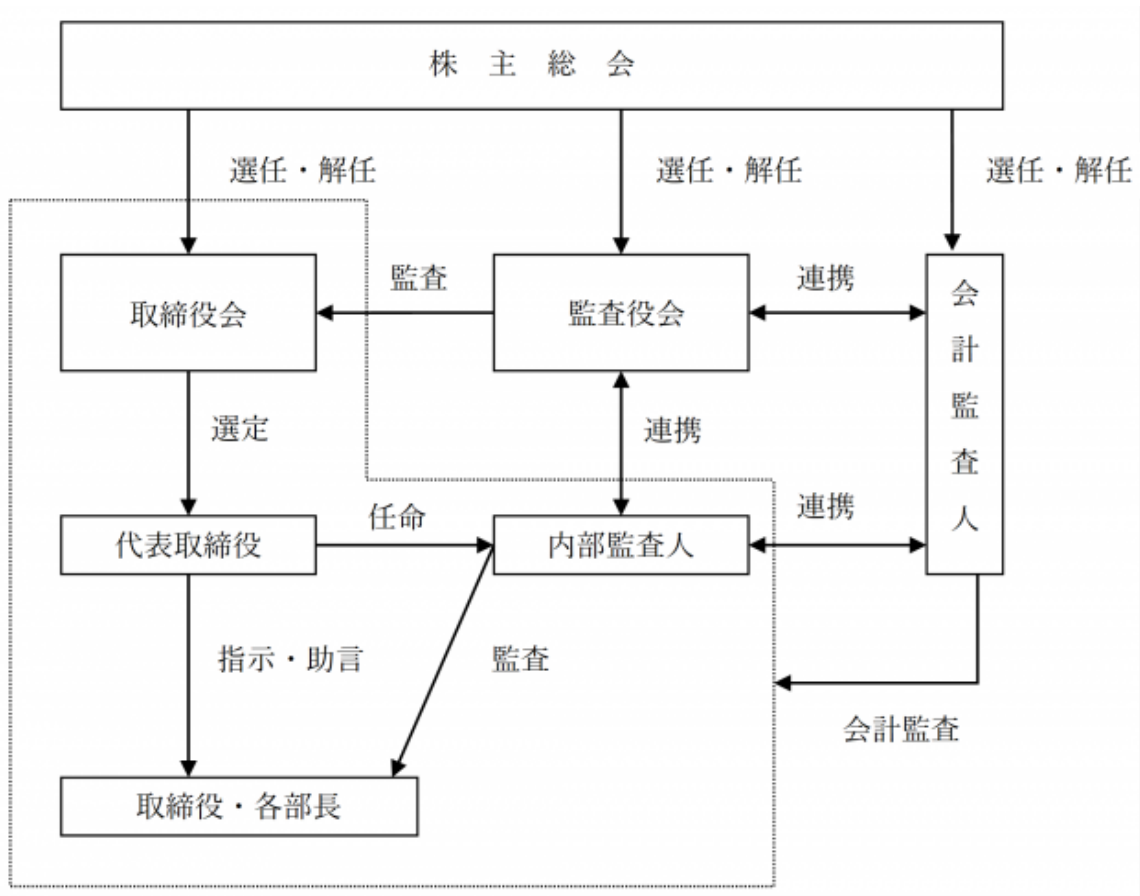 株主総会
選任・解任
選任・解任
選任・解任
取締役会
監査
監査役会
連携
会計監査人
選定
連携
代表取締役
任命
内部監査人
連携
指示・助言
監査
会計監査
取締役・各部長